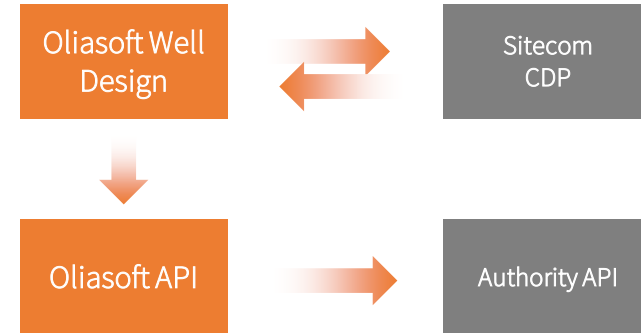 Oliasoft Well
Design
Sitecom
CDP
Oliasoft API
Authority API